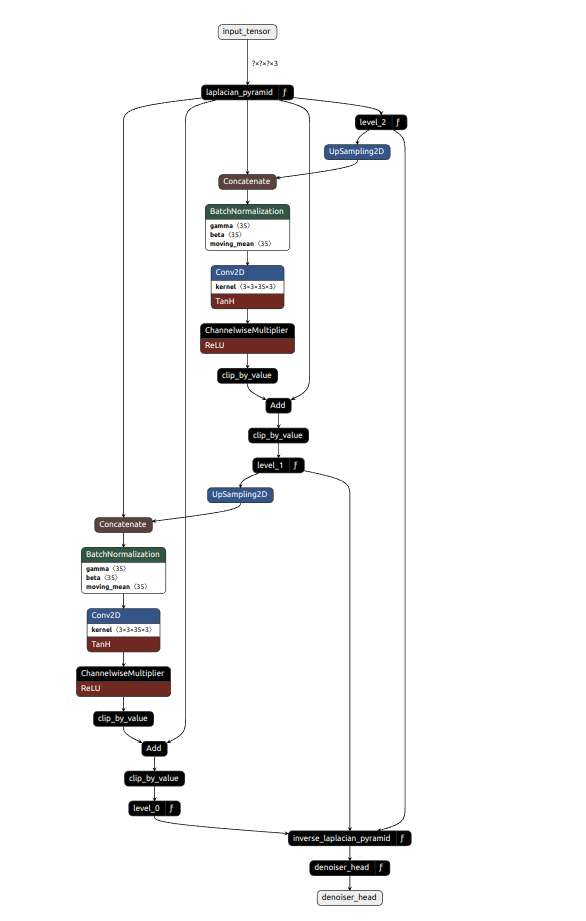 input_tensor
?×?×?×3
laplacian_pyramid ƒ
level_2 ƒ
UpSampling2D
Concatenate
BatchNormalization
gamma ⟨35⟩
beta ⟨35⟩
moving_mean ⟨35⟩
Conv2D
kernel ⟨3×3×35×3⟩
TanH
ChannelwiseMultiplier
ReLU
clip_by_value
Add
clip_by_value
level_1 ƒ
UpSampling2D
Concatenate
BatchNormalization
gamma ⟨35⟩
beta ⟨35⟩
moving_mean ⟨35⟩
Conv2D
kernel ⟨3×3×35×3⟩
TanH
ChannelwiseMultiplier
ReLU
clip_by_value
Add
clip_by_value
level_0 ƒ
inverse_laplacian_pyramid ƒ
denoiser_head ƒ
denoiser_head